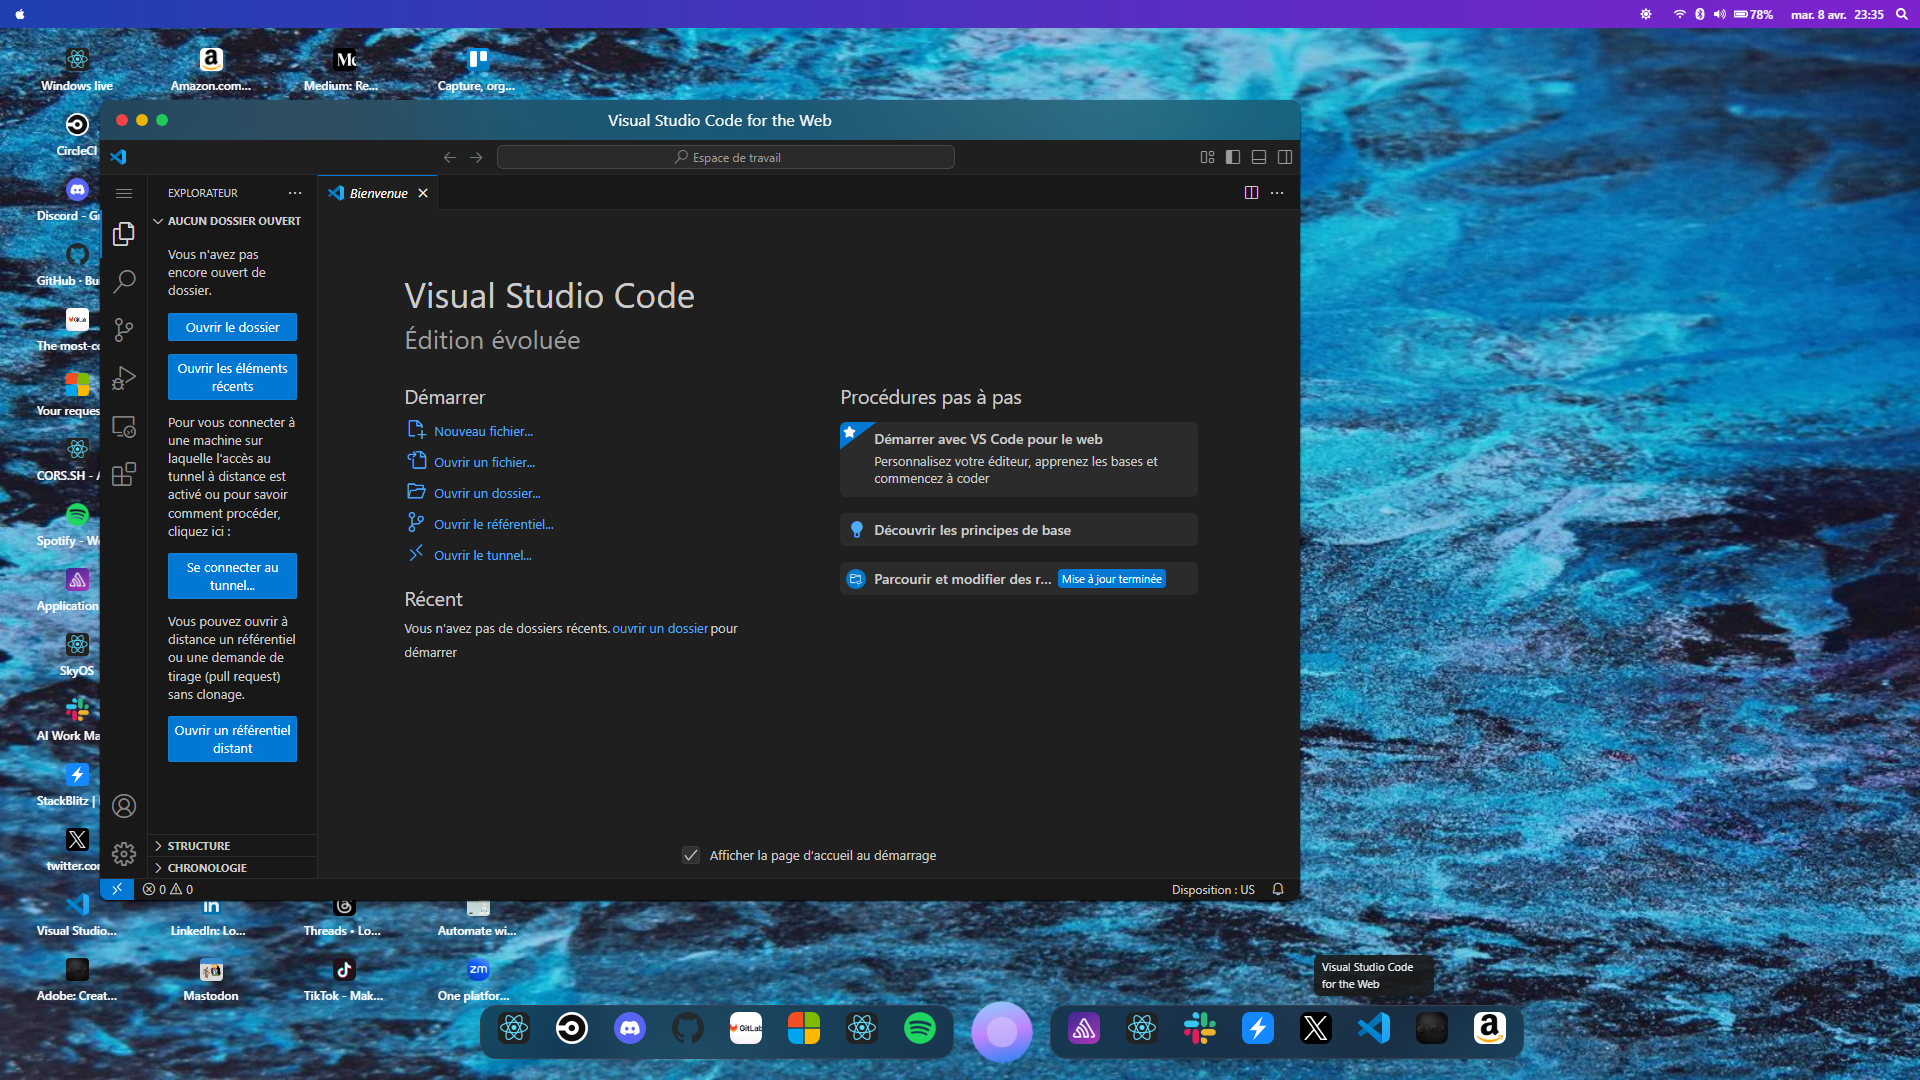 78%
mar. 8 avr.
23:35
Windows live
Amazon.com...
Medium: Re...
Capture, org...
CircleCI
Discord - G
GitHub - Bu
The most-c
Your reques
CORS.SH -
Spotify - W
Application
SkyOS
AI Work Ma
StackBlitz |
twitter.co
Visual Studio...
LinkedIn: Lo...
Threads • Lo...
Automate wi...
Adobe: Creat...
Mastodon
TikTok - Mak...
One platfor...
Visual Studio Code for the Web
Espace de travail
EXPLORATEUR
Bienvenue
AUCUN DOSSIER OUVERT
Vous n'avez pas
encore ouvert de
dossier.
Ouvrir le dossier
Ouvrir les éléments
récents
Pour vous connecter à
une machine sur
laquelle l'accès au
tunnel à distance est
activé ou pour savoir
comment procéder,
cliquez ici :
Se connecter au
tunnel...
Vous pouvez ouvrir à
distance un référentiel
ou une demande de
tirage (pull request)
sans clonage.
Ouvrir un référentiel
distant
STRUCTURE
CHRONOLOGIE
Visual Studio Code
Édition évoluée
Démarrer
Nouveau fichier...
Ouvrir un fichier...
Ouvrir un dossier...
Ouvrir le référentiel...
Ouvrir le tunnel...
Récent
Vous n'avez pas de dossiers récents. ouvrir un dossier pour
démarrer
Procédures pas à pas
Démarrer avec VS Code pour le web
Personnalisez votre éditeur, apprenez les bases et
commencez à coder
Découvrir les principes de base
Parcourir et modifier des r... Mise à jour terminée
Afficher la page d'accueil au démarrage
0 0
Disposition : US
Visual Studio Code
for the Web
GitLab
zm